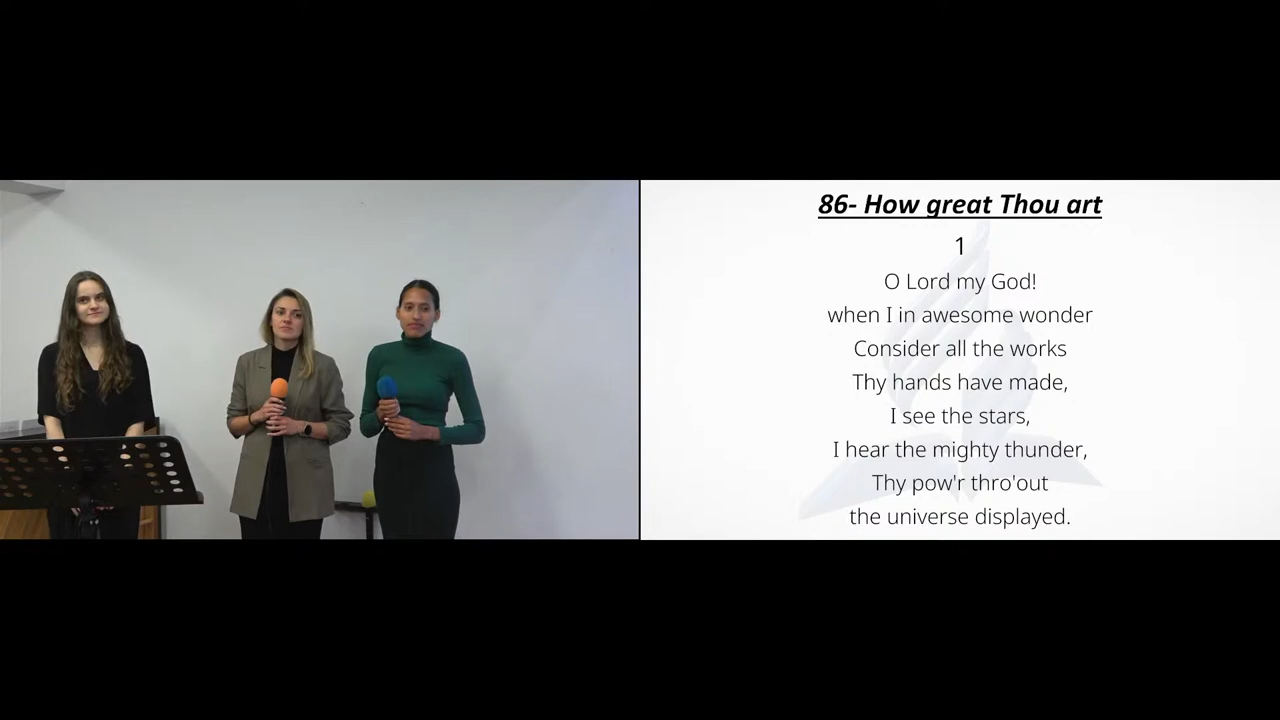 86- How great Thou art
1
O Lord my God!
when I in awesome wonder
Consider all the works
Thy hands have made,
I see the stars,
I hear the mighty thunder,
Thy pow'r thro'out
the universe displayed.